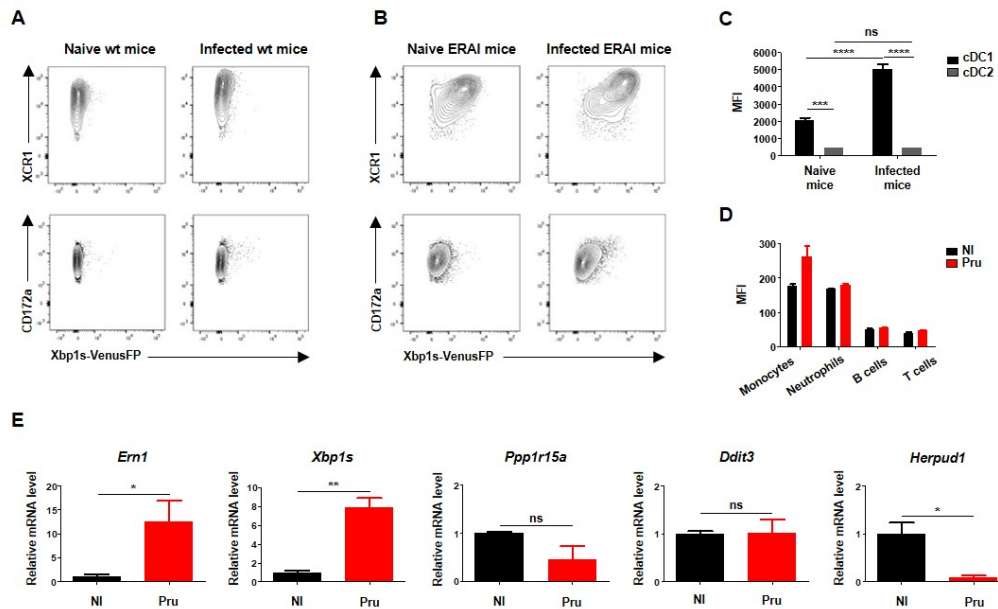 A
B
C
Naive wt mice
Infected wt mice
Naive ERAI mice
Infected ERAI mice
XCR1
XCR1
CD172a
CD172a
Xbp1s-VenusFP
Xbp1s-VenusFP
ns
****
****
***
cDC1
cDC2
MFI
6000
5000
4000
3000
2000
1000
0
Naive mice
Infected mice
D
NI
Pru
MFI
300
200
100
0
Monocytes
Neutrophils
B cells
T cells
E
Ern1
Relative mRNA level
20
15
10
5
0
*
NI
Pru
Xbp1s
Relative mRNA level
10
8
6
4
2
0
**
NI
Pru
Ppp1r15a
Relative mRNA level
2
1
0
ns
NI
Pru
Ddit3
Relative mRNA level
2
1
0
ns
NI
Pru
Herpud1
Relative mRNA level
2
1
0
*
NI
Pru